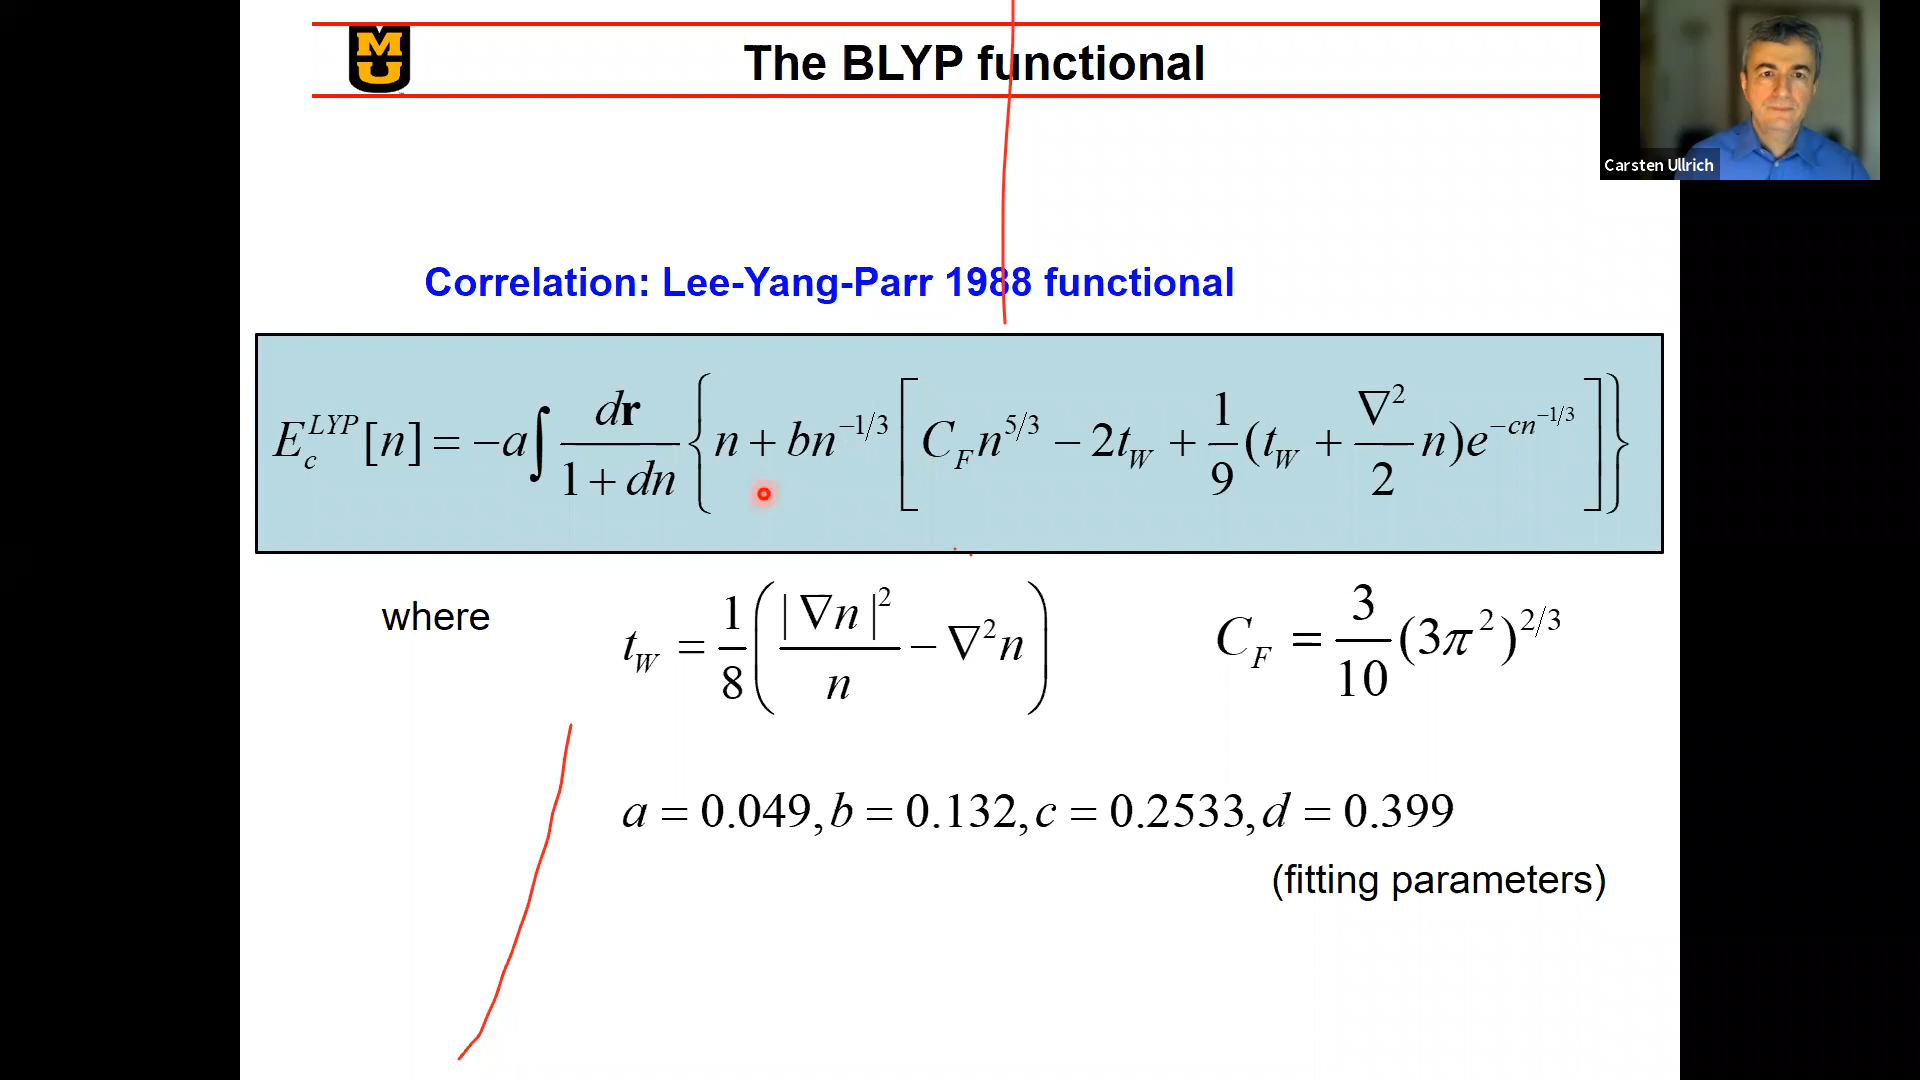 MU
The BLYP functional
Carsten Ullrich
Correlation: Lee-Yang-Parr 1988 functional
E_c^{LYP}[n] = −a∫ d𝐫/(1 + dn) { n + bn^{−1/3} [ C_F n^{5/3} − 2t_W + 1/9 (t_W + ∇²/2 n)e^{−cn^{−1/3}} ] }
where t_W = 1/8 ( |∇n|²/n − ∇²n ) C_F = 3/10 (3π²)^{2/3}
a = 0.049, b = 0.132, c = 0.2533, d = 0.399
(fitting parameters)